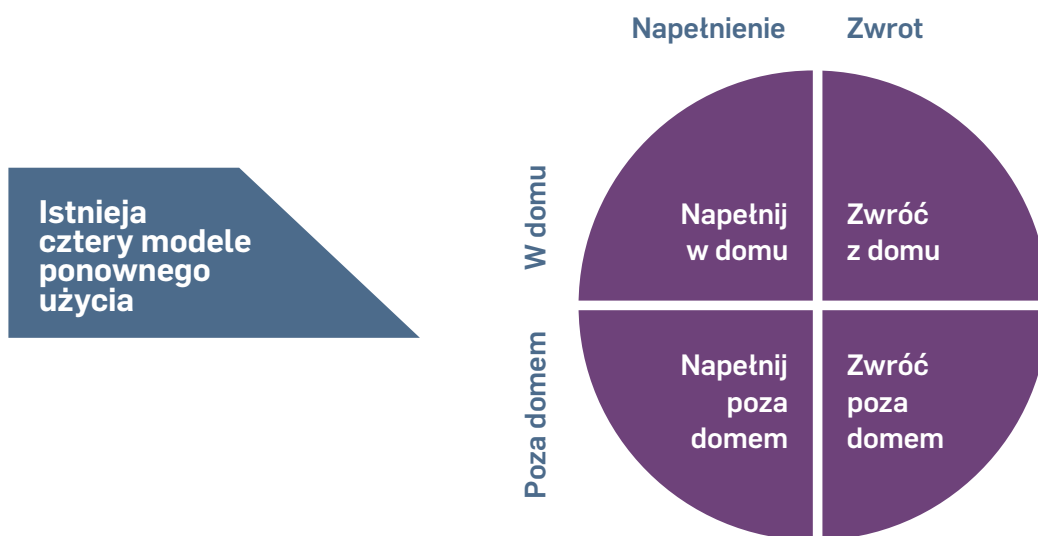 Napełnienie
Zwrot
Istnieja
cztery modele
ponownego
użycia
W domu
Napełnij
w domu
Zwróć
z domu
Poza domem
Napełnij
poza
domem
Zwróć
poza
domem